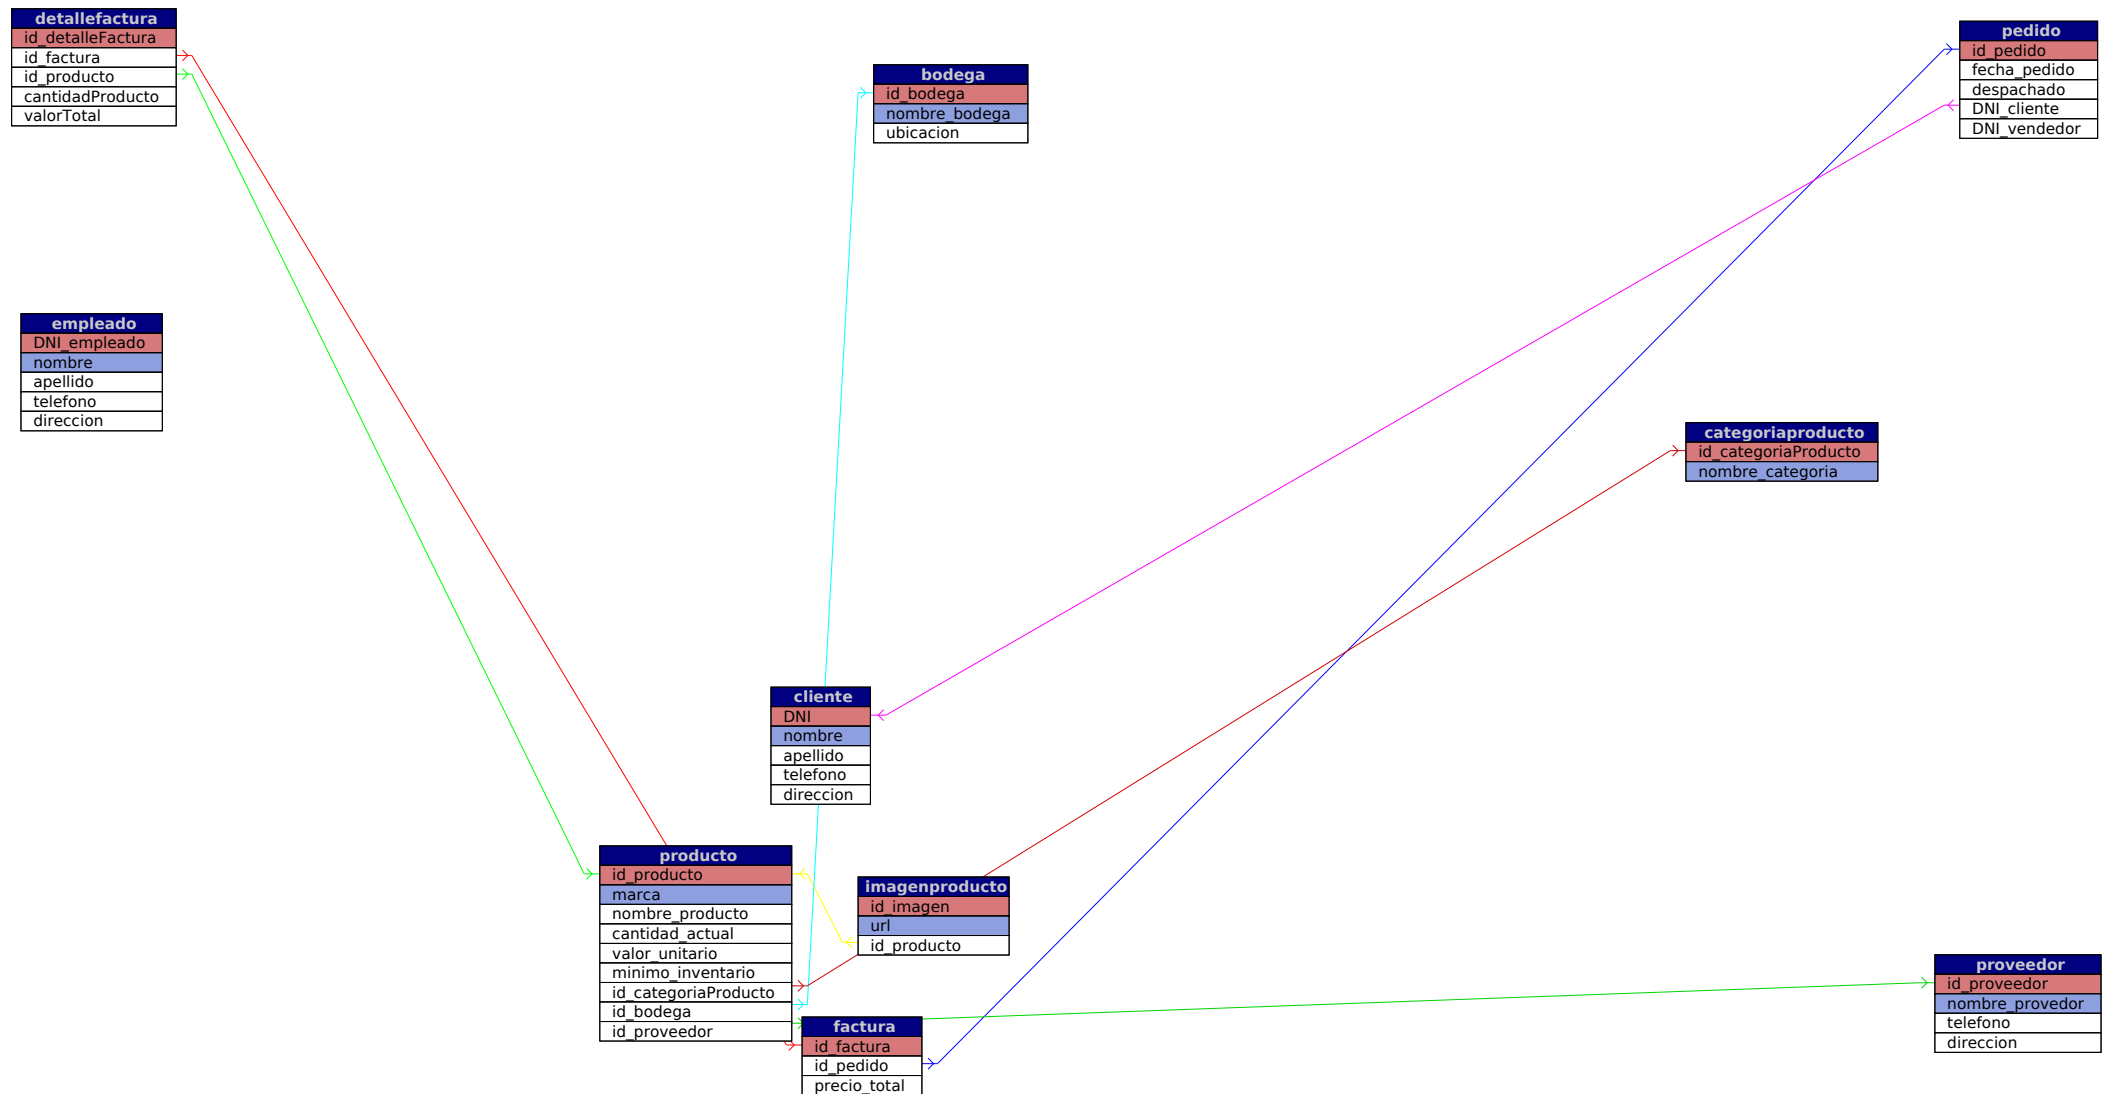 detallefactura
id_detalleFactura
id_factura
id_producto
cantidadProducto
valorTotal
pedido
id_pedido
fecha_pedido
despachado
DNI_cliente
DNI_vendedor
bodega
id_bodega
nombre_bodega
ubicacion
empleado
DNI_empleado
nombre
apellido
telefono
direccion
categoriaproducto
id_categoriaProducto
nombre_categoria
cliente
DNI
nombre
apellido
telefono
direccion
producto
id_producto
marca
nombre_producto
cantidad_actual
valor_unitario
minimo_inventario
id_categoriaProducto
id_bodega
id_proveedor
imagenproducto
id_imagen
url
id_producto
proveedor
id_proveedor
nombre_provedor
telefono
direccion
factura
id_factura
id_pedido
precio_total